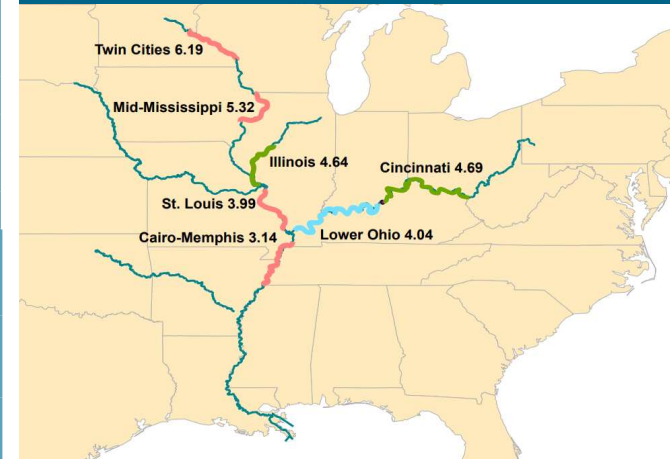 Twin Cities 6.19
Mid-Mississippi 5.32
Illinois 4.64
Cincinnati 4.69
St. Louis 3.99
Cairo-Memphis 3.14
Lower Ohio 4.04